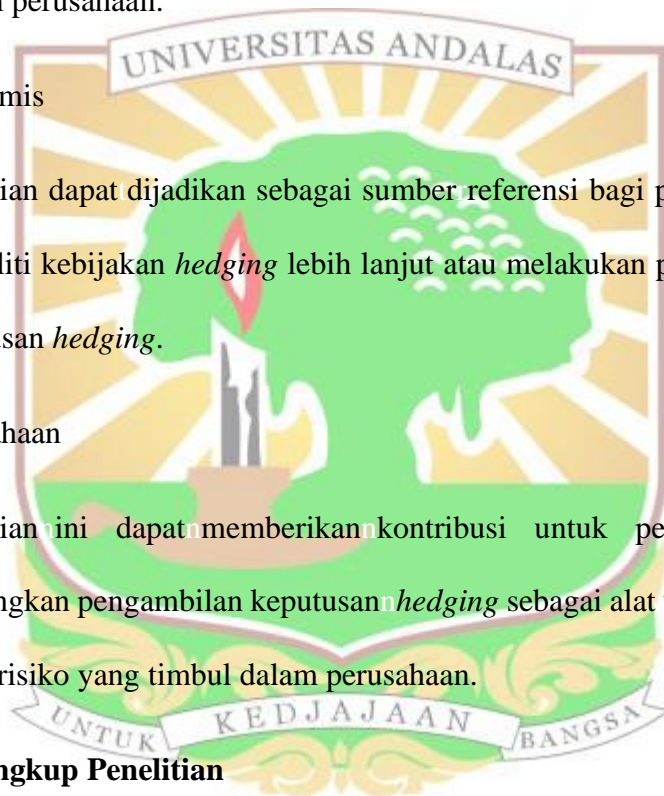 perusahaan.
UNIVERSITAS ANDALAS
mis
ian dapat dijadikan sebagai sumber referensi bagi p
liti kebijakan hedging lebih lanjut atau melakukan p
san hedging.
haan
ian ini dapat memberikan kontribusi untuk pe
ngkan pengambilan keputusan hedging sebagai alat
risiko yang timbul dalam perusahaan.
UNTUK KEDJAJAAN BANGSA
ngkup Penelitian